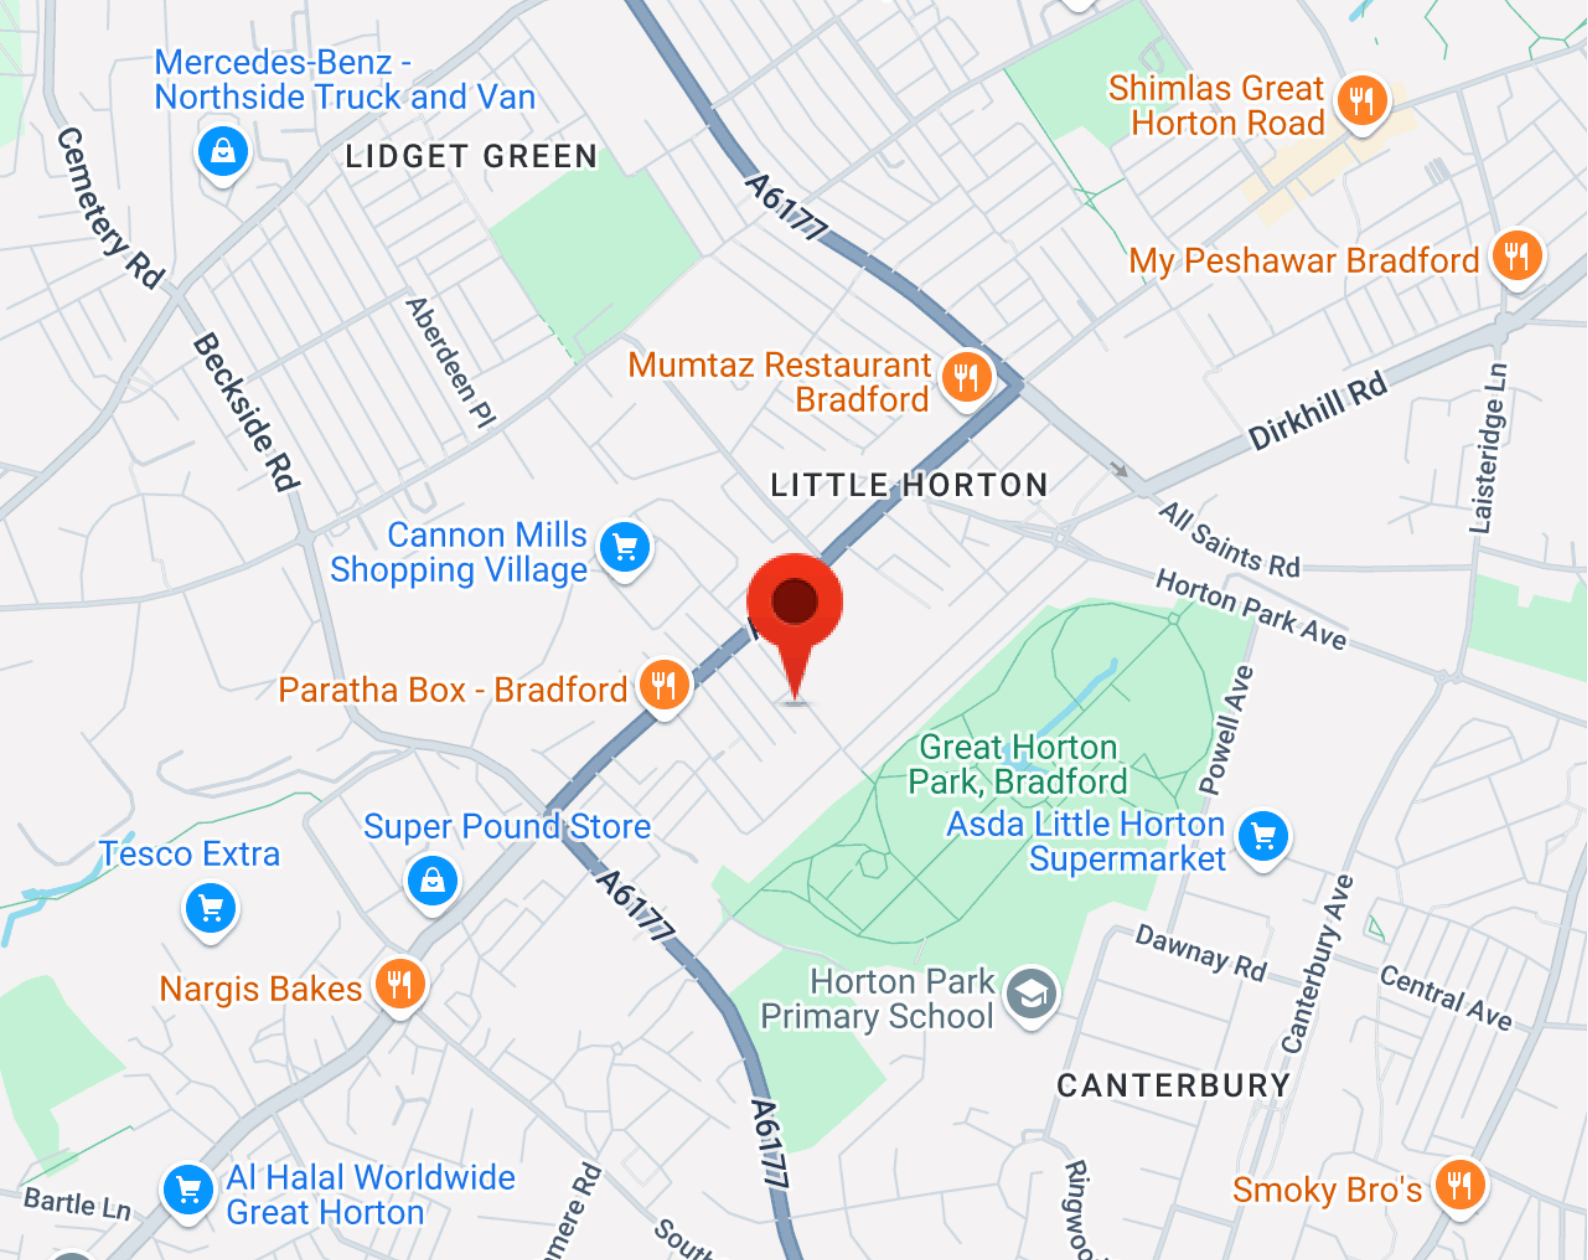 Mercedes-Benz -
Northside Truck and Van
LIDGET GREEN
Shimlas Great
Horton Road
Cemetery Rd
A6177
My Peshawar Bradford
Aberdeen Pl
Beckside Rd
Mumtaz Restaurant
Bradford
Dirkhill Rd
Laisteridge Ln
LITTLE HORTON
All Saints Rd
Cannon Mills
Shopping Village
Horton Park Ave
Paratha Box - Bradford
Powell Ave
Great Horton
Park, Bradford
Super Pound Store
Asda Little Horton
Supermarket
Tesco Extra
A6177
Canterbury Ave
Dawnay Rd
Nargis Bakes
Horton Park
Primary School
Central Ave
CANTERBURY
A6177
Al Halal Worldwide
Great Horton
Bartle Ln
Smoky Bro's